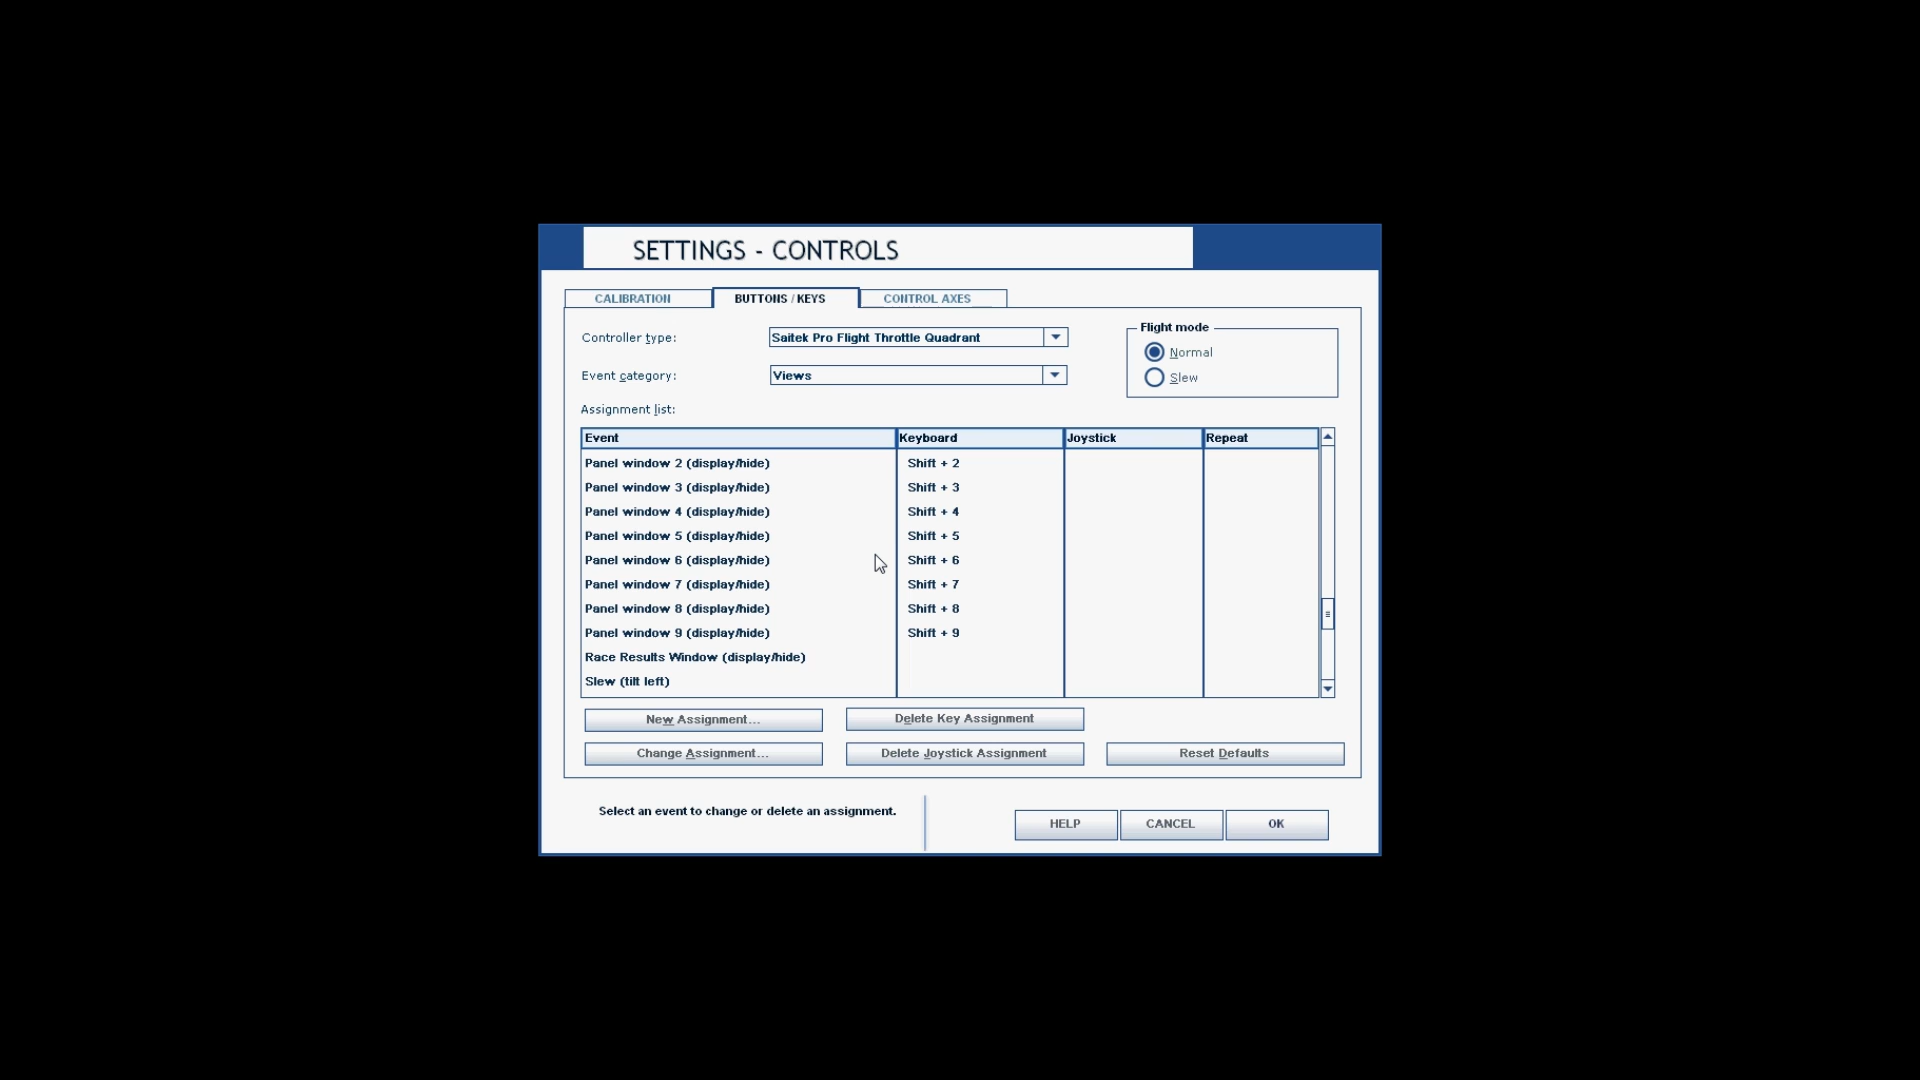 SETTINGS - CONTROLS
CALIBRATION
BUTTONS / KEYS
CONTROL AXES
Controller type:
Saitek Pro Flight Throttle Quadrant
Event category:
Views
Flight mode
Normal
Slew
Assignment list:
Event Keyboard Joystick Repeat
Panel window 2 (display/hide) Shift + 2
Panel window 3 (display/hide) Shift + 3
Panel window 4 (display/hide) Shift + 4
Panel window 5 (display/hide) Shift + 5
Panel window 6 (display/hide) Shift + 6
Panel window 7 (display/hide) Shift + 7
Panel window 8 (display/hide) Shift + 8
Panel window 9 (display/hide) Shift + 9
Race Results Window (display/hide)
Slew (tilt left)
New Assignment...
Delete Key Assignment
Change Assignment...
Delete Joystick Assignment
Reset Defaults
Select an event to change or delete an assignment.
HELP
CANCEL
OK